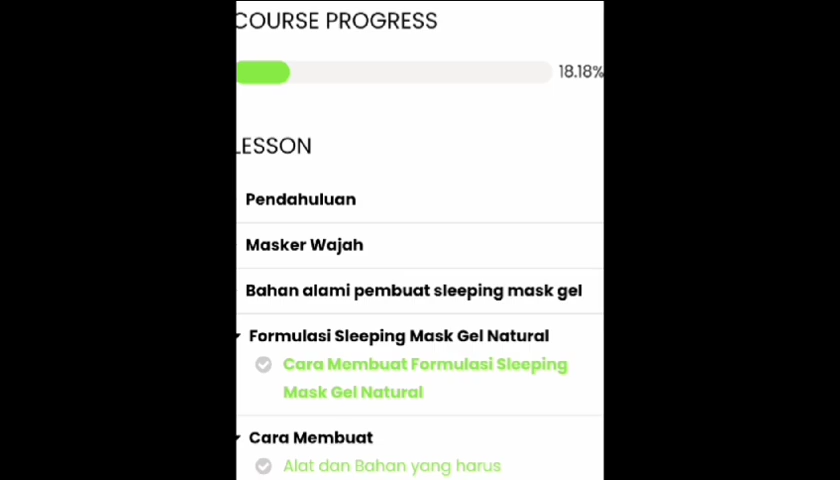 COURSE PROGRESS
18.18%
LESSON
Pendahuluan
Masker Wajah
Bahan alami pembuat sleeping mask gel
Formulasi Sleeping Mask Gel Natural
Cara Membuat Formulasi Sleeping
Mask Gel Natural
Cara Membuat
Alat dan Bahan yang harus